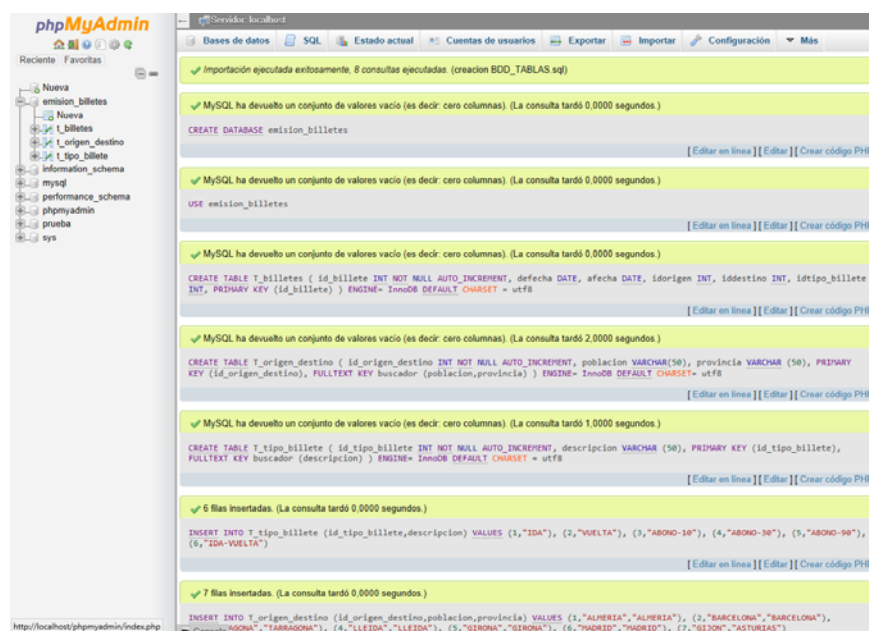 phpMyAdmin
Reciente Favoritas
Nueva
emision_billetes
Nueva
t_billetes
t_origen_destino
t_tipo_billete
information_schema
mysql
performance_schema
phpmyadmin
prueba
sys
http://localhost/phpmyadmin/index.php
Servidor: localhost
Bases de datos SQL Estado actual Cuentas de usuarios Exportar Importar Configuración Más
Importación ejecutada exitosamente, 8 consultas ejecutadas. (creacion BDD_TABLAS.sql)
MySQL ha devuelto un conjunto de valores vacío (es decir: cero columnas). (La consulta tardó 0,0000 segundos.)
CREATE DATABASE emision_billetes
[ Editar en línea ] [ Editar ] [ Crear código PHP
MySQL ha devuelto un conjunto de valores vacío (es decir: cero columnas). (La consulta tardó 0,0000 segundos.)
USE emision_billetes
[ Editar en línea ] [ Editar ] [ Crear código PHP
MySQL ha devuelto un conjunto de valores vacío (es decir: cero columnas). (La consulta tardó 0,0000 segundos.)
CREATE TABLE T_billetes ( id_billete INT NOT NULL AUTO_INCREMENT, defecha DATE, afecha DATE, idorigen INT, iddestino INT, idtipo_billete
INT, PRIMARY KEY (id_billete) ) ENGINE= InnoDB DEFAULT CHARSET = utf8
[ Editar en línea ] [ Editar ] [ Crear código PHP
MySQL ha devuelto un conjunto de valores vacío (es decir: cero columnas). (La consulta tardó 2,0000 segundos.)
CREATE TABLE T_origen_destino ( id_origen_destino INT NOT NULL AUTO_INCREMENT, poblacion VARCHAR(50), provincia VARCHAR (50), PRIMARY
KEY (id_origen_destino), FULLTEXT KEY buscador (poblacion,provincia) ) ENGINE= InnoDB DEFAULT CHARSET= utf8
[ Editar en línea ] [ Editar ] [ Crear código PHP
MySQL ha devuelto un conjunto de valores vacío (es decir: cero columnas). (La consulta tardó 1,0000 segundos.)
CREATE TABLE T_tipo_billete ( id_tipo_billete INT NOT NULL AUTO_INCREMENT, descripcion VARCHAR (50), PRIMARY KEY (id_tipo_billete),
FULLTEXT KEY buscador (descripcion) ) ENGINE= InnoDB DEFAULT CHARSET = utf8
[ Editar en línea ] [ Editar ] [ Crear código PHP
6 filas insertadas. (La consulta tardó 0,0000 segundos.)
INSERT INTO T_tipo_billete (id_tipo_billete,descripcion) VALUES (1,"IDA"), (2,"VUELTA"), (3,"ABONO-10"), (4,"ABONO-30"), (5,"ABONO-90"),
(6,"IDA-VUELTA")
[ Editar en línea ] [ Editar ] [ Crear código PHP
7 filas insertadas. (La consulta tardó 0,0000 segundos.)
INSERT INTO T_origen_destino (id_origen_destino,poblacion,provincia) VALUES (1,"ALMERIA","ALMERIA"), (2,"BARCELONA","BARCELONA"),
"TARRAGONA"), (4,"LLEIDA","LLEIDA"), (5,"GIRONA","GIRONA"), (6,"MADRID","MADRID"), (7,"GIJON","ASTURIAS")